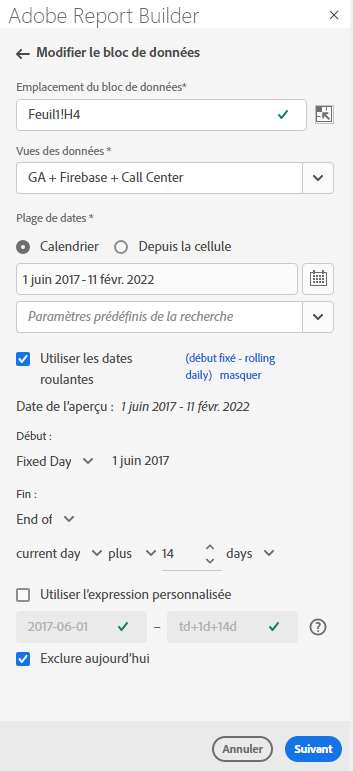 Adobe Report Builder
Modifier le bloc de données
Emplacement du bloc de données*
Feuil1!H4
Vues des données *
GA + Firebase + Call Center
Plage de dates *
Calendrier Depuis la cellule
1 juin 2017 - 11 févr. 2022
Paramètres prédéfinis de la recherche
Utiliser les dates (début fixé - rolling
roulantes daily) masquer
Date de l'aperçu : 1 juin 2017 - 11 févr. 2022
Début :
Fixed Day 1 juin 2017
Fin :
End of
current day plus 14 days
Utiliser l'expression personnalisée
2017-06-01 – td+1d+14d
Exclure aujourd'hui
Annuler Suivant